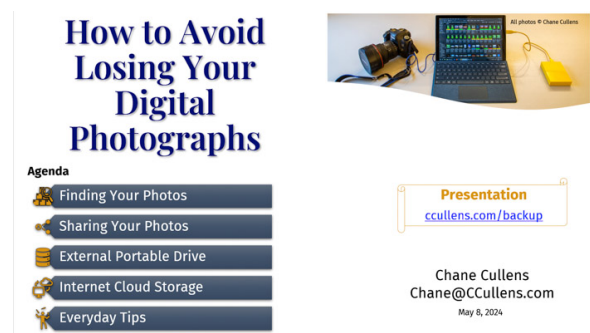 How to Avoid
Losing Your
Digital
Photographs
Agenda
Finding Your Photos
Sharing Your Photos
External Portable Drive
Internet Cloud Storage
Everyday Tips
All photos © Chane Cullens
Presentation
ccullens.com/backup
Chane Cullens
Chane@CCullens.com
May 8, 2024